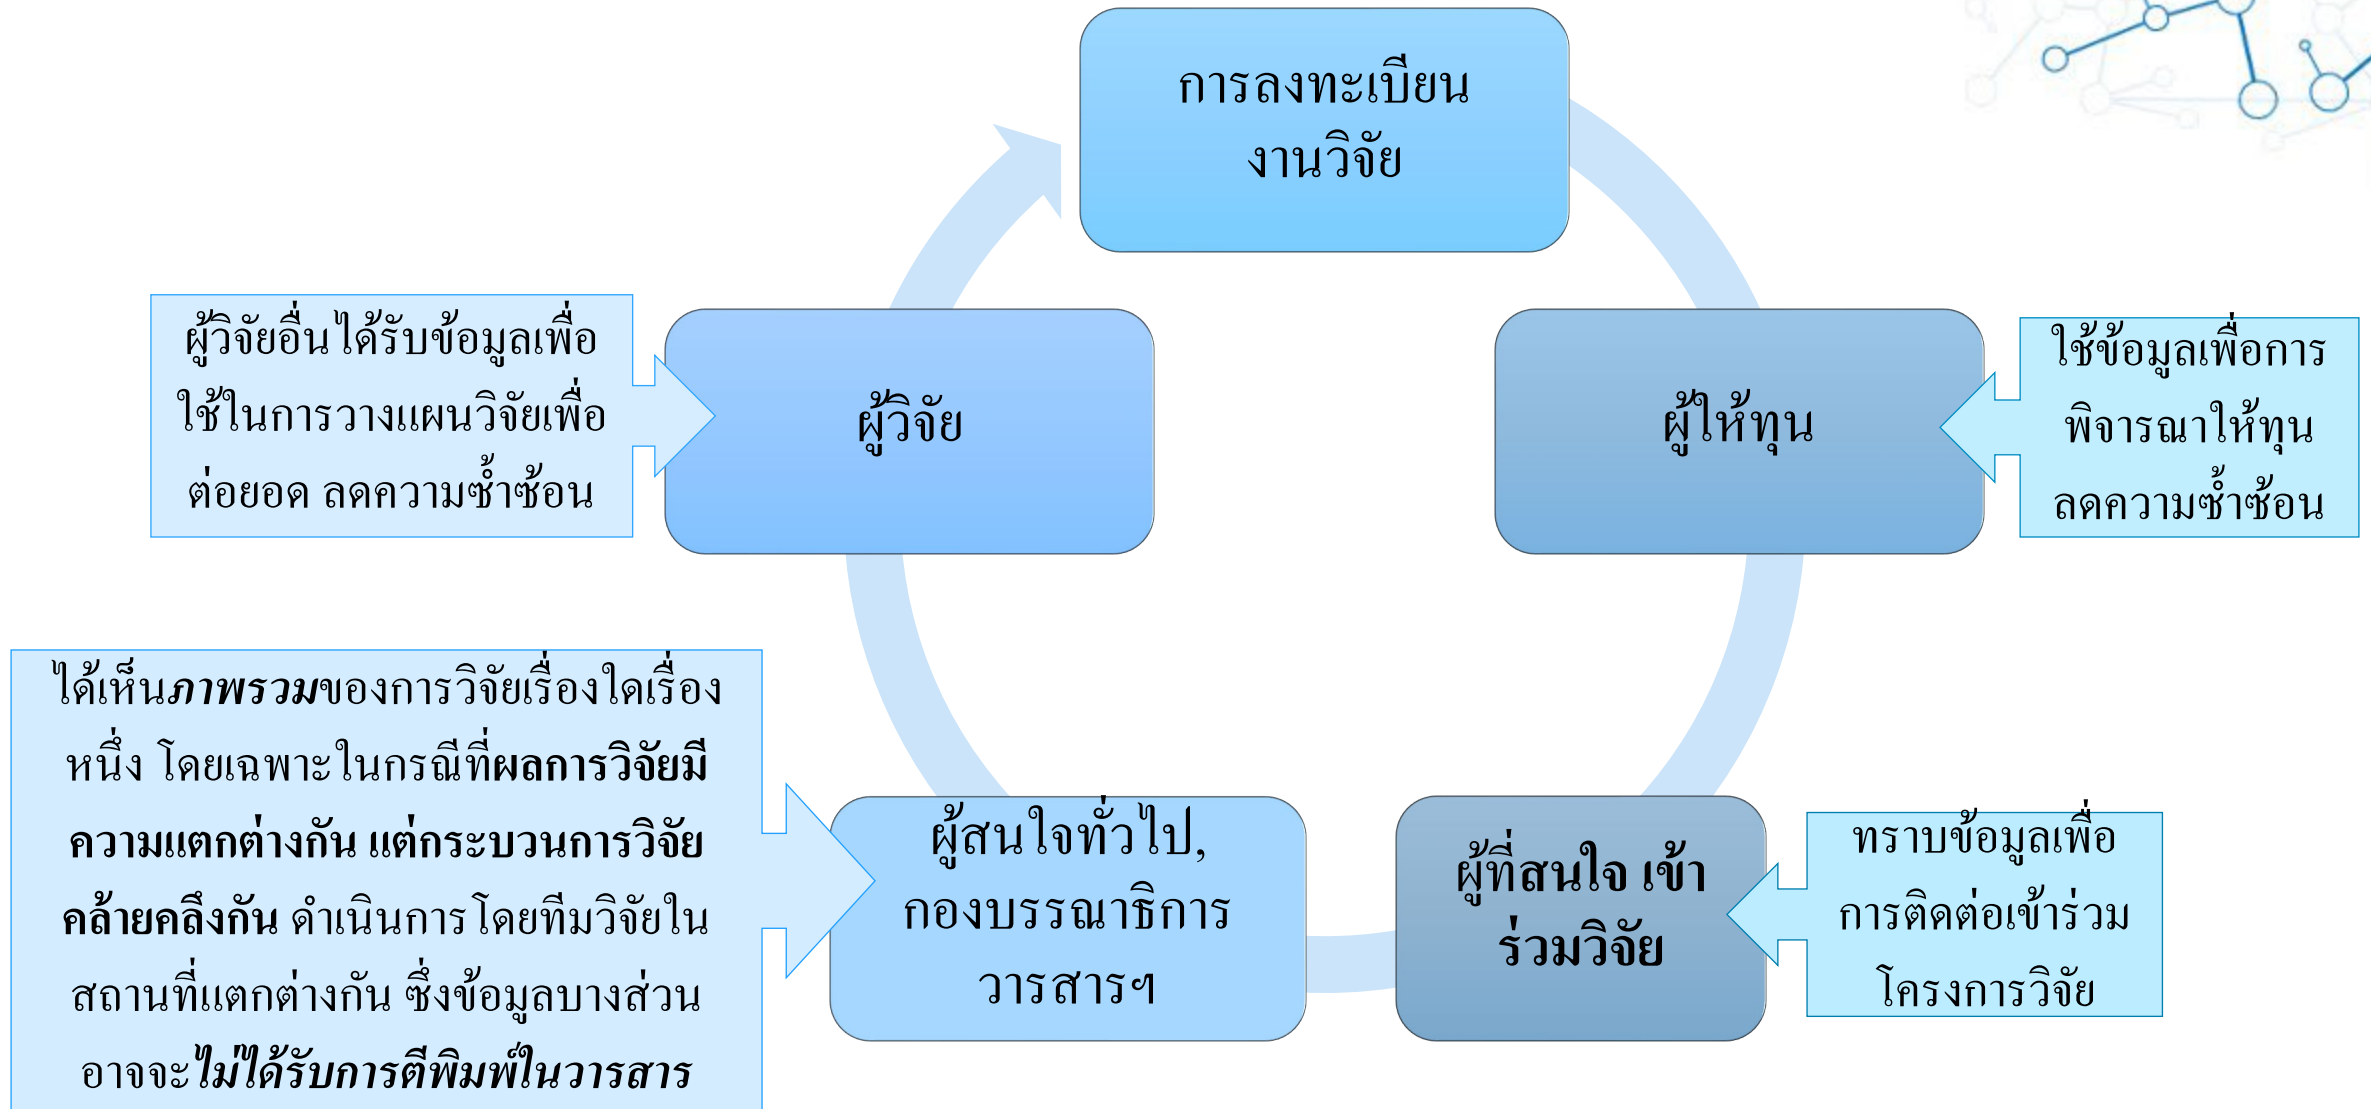 การลงทะเบียน
งานวิจัย
ผู้วิจัยอื่นได้รับข้อมูลเพื่อ
ใช้ในการวางแผนวิจัยเพื่อ
ต่อยอด ลดความซ้ำซ้อน
ผู้วิจัย
ผู้ให้ทุน
ใช้ข้อมูลเพื่อการ
พิจารณาให้ทุน
ลดความซ้ำซ้อน
ได้เห็นภาพรวมของการวิจัยเรื่องใดเรื่อง
หนึ่ง โดยเฉพาะในกรณีที่ผลการวิจัยมี
ความแตกต่างกัน แต่กระบวนการวิจัย
คล้ายคลึงกัน ดำเนินการโดยทีมวิจัยใน
สถานที่แตกต่างกัน ซึ่งข้อมูลบางส่วน
อาจจะไม่ได้รับการตีพิมพ์ในวารสาร
ผู้สนใจทั่วไป,
กองบรรณาธิการ
วารสารฯ
ผู้ที่สนใจ เข้า
ร่วมวิจัย
ทราบข้อมูลเพื่อ
การติดต่อเข้าร่วม
โครงการวิจัย